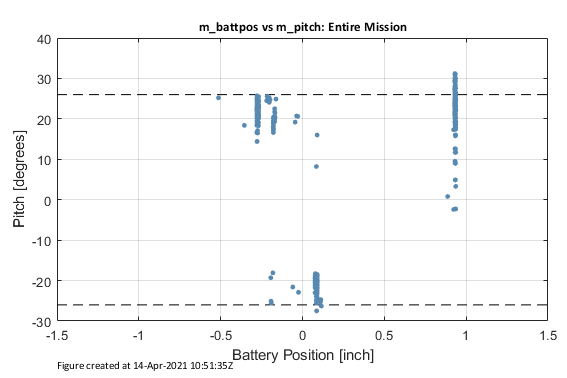 m_battpos vs m_pitch: Entire Mission
40
30
20
10
0
-10
-20
-30
Pitch [degrees]
-1.5 -1 -0.5 0 0.5 1 1.5
Battery Position [inch]
Figure created at 14-Apr-2021 10:51:35Z